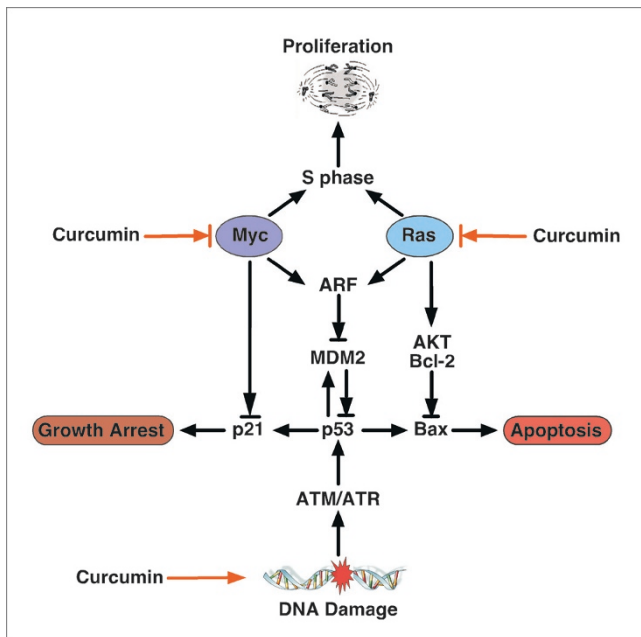 Proliferation
S phase
Curcumin
Myc
Ras
Curcumin
ARF
MDM2
AKT
Bcl-2
Growth Arrest
p21
p53
Bax
Apoptosis
ATM/ATR
Curcumin
DNA Damage